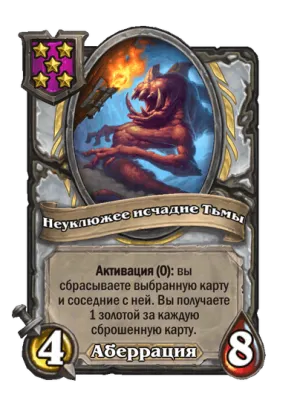 Неуклюжее исчадие Тьмы
Активация (0): вы
сбрасываете выбранную карту
и соседние с ней. Вы получаете
1 золотой за каждую
сброшенную карту.
4 Аберрация 8